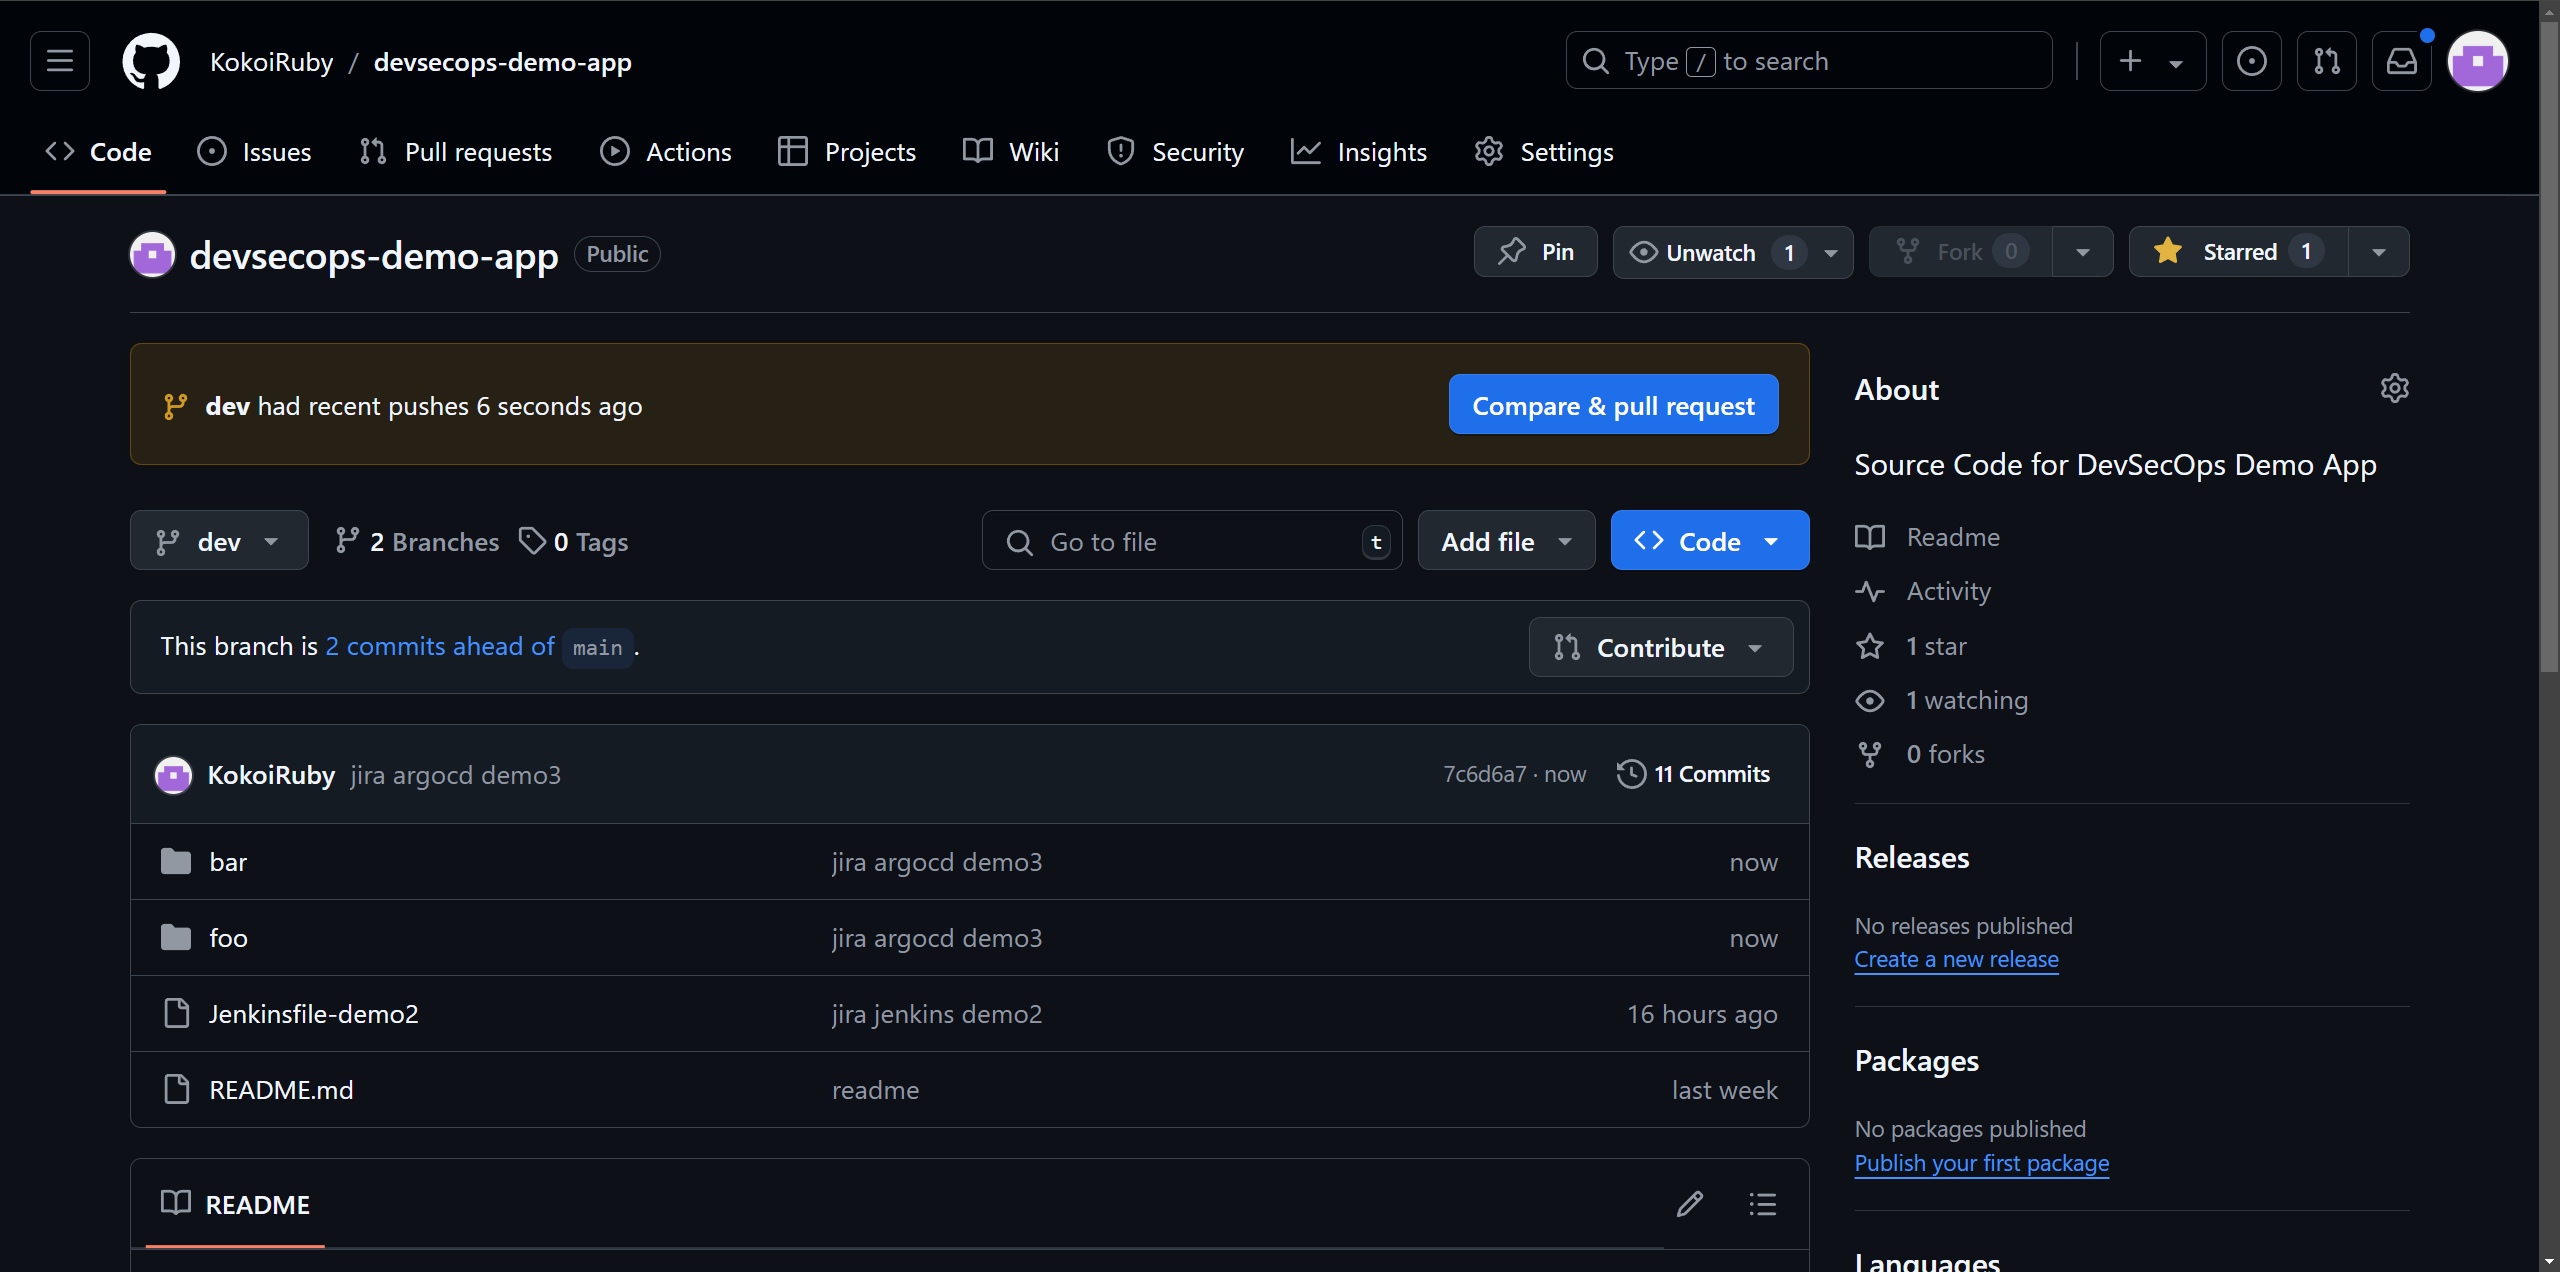 KokoiRuby / devsecops-demo-app
Type / to search
Code Issues Pull requests Actions Projects Wiki Security Insights Settings
devsecops-demo-app Public
Pin Unwatch 1 Fork 0 Starred 1
dev had recent pushes 6 seconds ago Compare & pull request
dev 2 Branches 0 Tags Go to file t Add file Code
This branch is 2 commits ahead of main . Contribute
KokoiRuby jira argocd demo3 7c6d6a7 · now 11 Commits
bar jira argocd demo3 now
foo jira argocd demo3 now
Jenkinsfile-demo2 jira jenkins demo2 16 hours ago
README.md readme last week
README
About
Source Code for DevSecOps Demo App
Readme
Activity
1 star
1 watching
0 forks
Releases
No releases published
Create a new release
Packages
No packages published
Publish your first package
Languages